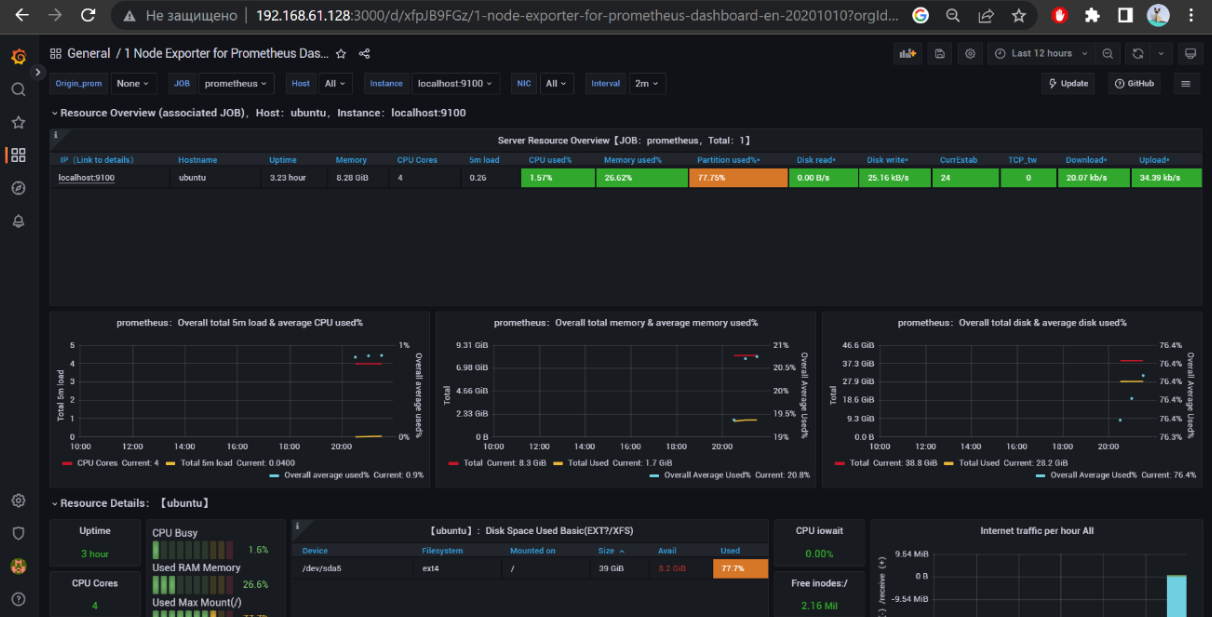 Не защищено 192.168.61.128:3000/d/xfpJB9FGz/1-node-exporter-for-prometheus-dashboard-en-20201010?orgId...
General / 1 Node Exporter for Prometheus Das... Last 12 hours
Origin_prom None JOB prometheus Host All Instance localhost:9100 NIC All Interval 2m Update GitHub
Resource Overview (associated JOB), Host: ubuntu, Instance: localhost:9100
Server Resource Overview【JOB: prometheus, Total: 1】
IP (Link to details) Hostname Uptime Memory CPU Cores 5m load CPU used% Memory used% Partition used%* Disk read* Disk write* CurrEstab TCP_tw Download* Upload*
localhost:9100 ubuntu 3.23 hour 8.28 GiB 4 0.26 1.57% 26.62% 77.75% 0.00 B/s 25.16 kB/s 24 0 20.07 kb/s 34.39 kb/s
prometheus: Overall total 5m load & average CPU used%
5 1%
4
3
2
1
0 0%
Total 5m load
Overall average used%
10:00 12:00 14:00 16:00 18:00 20:00
CPU Cores Current: 4 Total 5m load Current: 0.0400
Overall average used% Current: 0.9%
prometheus: Overall total memory & average memory used%
9.31 GiB 21%
6.98 GiB 20.5%
4.66 GiB 20%
2.33 GiB 19.5%
0 B 19%
Total
Overall Average Used%
10:00 12:00 14:00 16:00 18:00 20:00
Total Current: 8.3 GiB Total Used Current: 1.7 GiB
Overall Average Used% Current: 20.8%
prometheus: Overall total disk & average disk used%
46.6 GiB 76.4%
37.3 GiB 76.4%
27.9 GiB 76.4%
18.6 GiB 76.4%
9.3 GiB 76.4%
0.0 B 76.3%
Total
Overall Average Used%
10:00 12:00 14:00 16:00 18:00 20:00
Total Current: 38.8 GiB Total Used Current: 28.2 GiB
Overall Average Used% Current: 76.4%
Resource Details: 【ubuntu】
Uptime
3 hour
CPU Cores
4
CPU Busy
1.6%
Used RAM Memory
26.6%
Used Max Mount(/)
77.7%
【ubuntu】: Disk Space Used Basic(EXT?/XFS)
Device Filesystem Mounted on Size Avail Used
/dev/sda5 ext4 / 39 GiB 8.2 GiB 77.7%
CPU iowait
0.00%
Free inodes:/
2.16 Mil
Internet traffic per hour All
9.54 MiB
0 B
-9.54 MiB
(-) /receive (+)